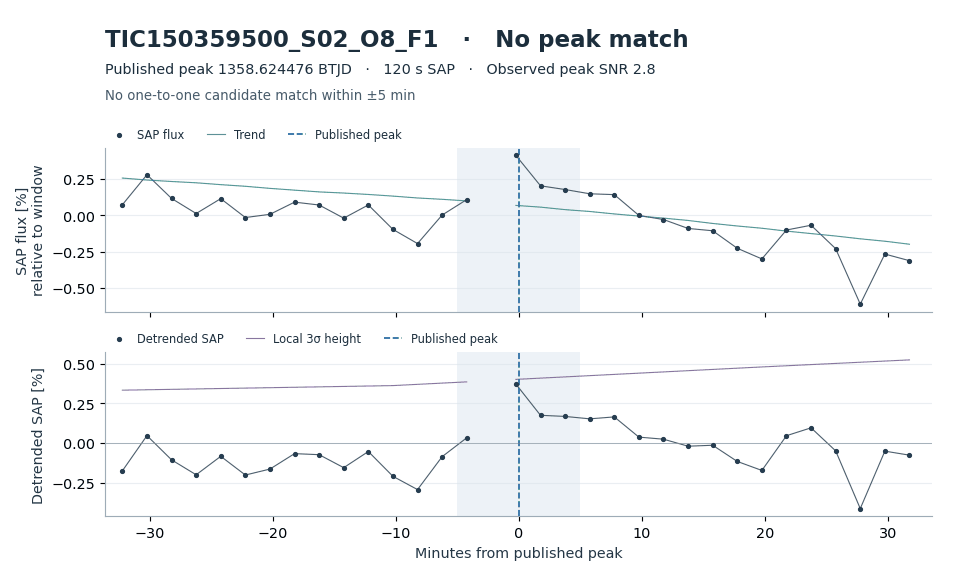 TIC150359500_S02_O8_F1 · No peak match
Published peak 1358.624476 BTJD · 120 s SAP · Observed peak SNR 2.8
No one-to-one candidate match within ±5 min
SAP flux Trend Published peak
SAP flux [%]
relative to window
0.25
0.00
−0.25
−0.50
Detrended SAP Local 3σ height Published peak
Detrended SAP [%]
0.50
0.25
0.00
−0.25
−30 −20 −10 0 10 20 30
Minutes from published peak